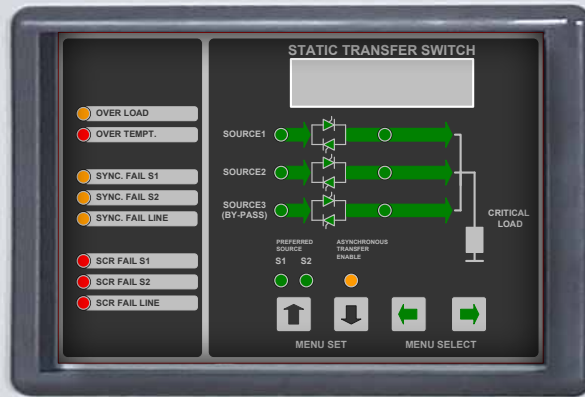 STATIC TRANSFER SWITCH
OVER LOAD
OVER TEMPT.
SYNC. FAIL S1
SYNC. FAIL S2
SYNC. FAIL LINE
SCR FAIL S1
SCR FAIL S2
SCR FAIL LINE
SOURCE1
SOURCE2
SOURCE3
(BY-PASS)
CRITICAL
LOAD
PREFERRED
SOURCE
S1 S2
ASYNCHRONOUS
TRANSFER
ENABLE
MENU SET
MENU SELECT